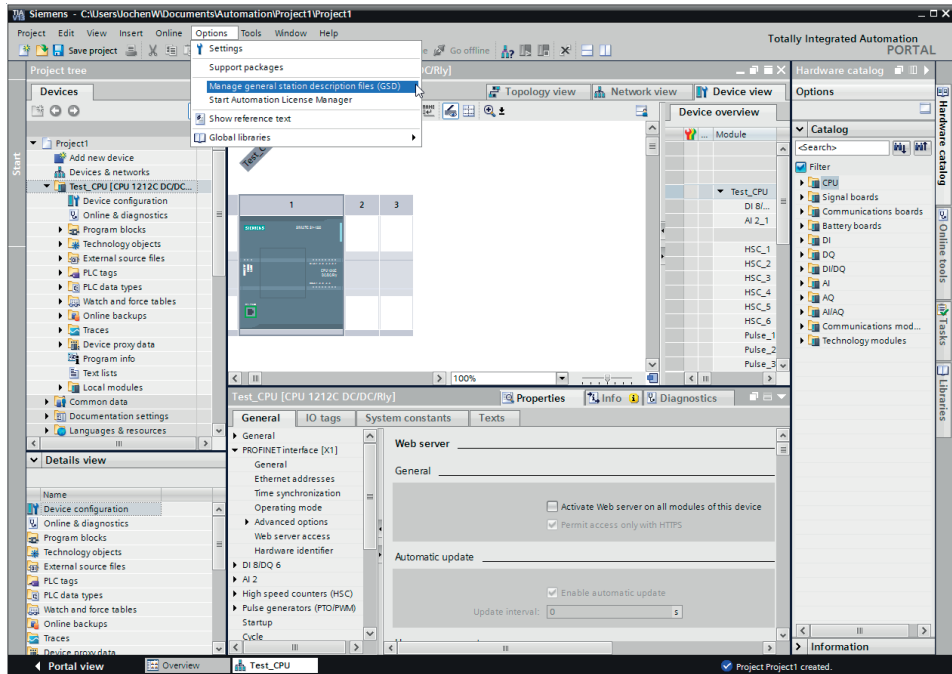 Siemens - C:\Users\JochenW\Documents\Automation\Project1\Project1
Project Edit View Insert Online Options Tools Window Help
Totally Integrated Automation
PORTAL
Save project
Go offline
Settings
Support packages
Manage general station description files (GSD)
Start Automation License Manager
Show reference text
Global libraries
Project tree
Devices
Project1
Add new device
Devices & networks
Test_CPU [CPU 1212C DC/DC...
Device configuration
Online & diagnostics
Program blocks
Technology objects
External source files
PLC tags
PLC data types
Watch and force tables
Online backups
Traces
Device proxy data
Program info
Text lists
Local modules
Common data
Documentation settings
Languages & resources
Details view
Name
Device configuration
Online & diagnostics
Program blocks
Technology objects
External source files
PLC tags
PLC data types
Watch and force tables
Online backups
Traces
Device proxy data
Start
C/Rly]
Topology view
Network view
Device view
1 2 3
SIEMENS
100%
Device overview
... Module
Test_CPU
DI 8/...
AI 2_1
HSC_1
HSC_2
HSC_3
HSC_4
HSC_5
HSC_6
Pulse_1
Pulse_2
Pulse_3
Test_CPU [CPU 1212C DC/DC/Rly]
Properties
Info
Diagnostics
General
IO tags
System constants
Texts
General
PROFINET interface [X1]
General
Ethernet addresses
Time synchronization
Operating mode
Advanced options
Web server access
Hardware identifier
DI 8/DQ 6
AI 2
High speed counters (HSC)
Pulse generators (PTO/PWM)
Startup
Cycle
Web server
General
Activate Web server on all modules of this device
Permit access only with HTTPS
Automatic update
Enable automatic update
Update interval: 0 s
Hardware catalog
Options
Catalog
<Search>
Filter
CPU
Signal boards
Communications boards
Battery boards
DI
DQ
DI/DQ
AI
AQ
AI/AQ
Communications mod...
Technology modules
Information
Hardware catalog
Online tools
Tasks
Libraries
Portal view
Overview
Test_CPU
Project Project1 created.